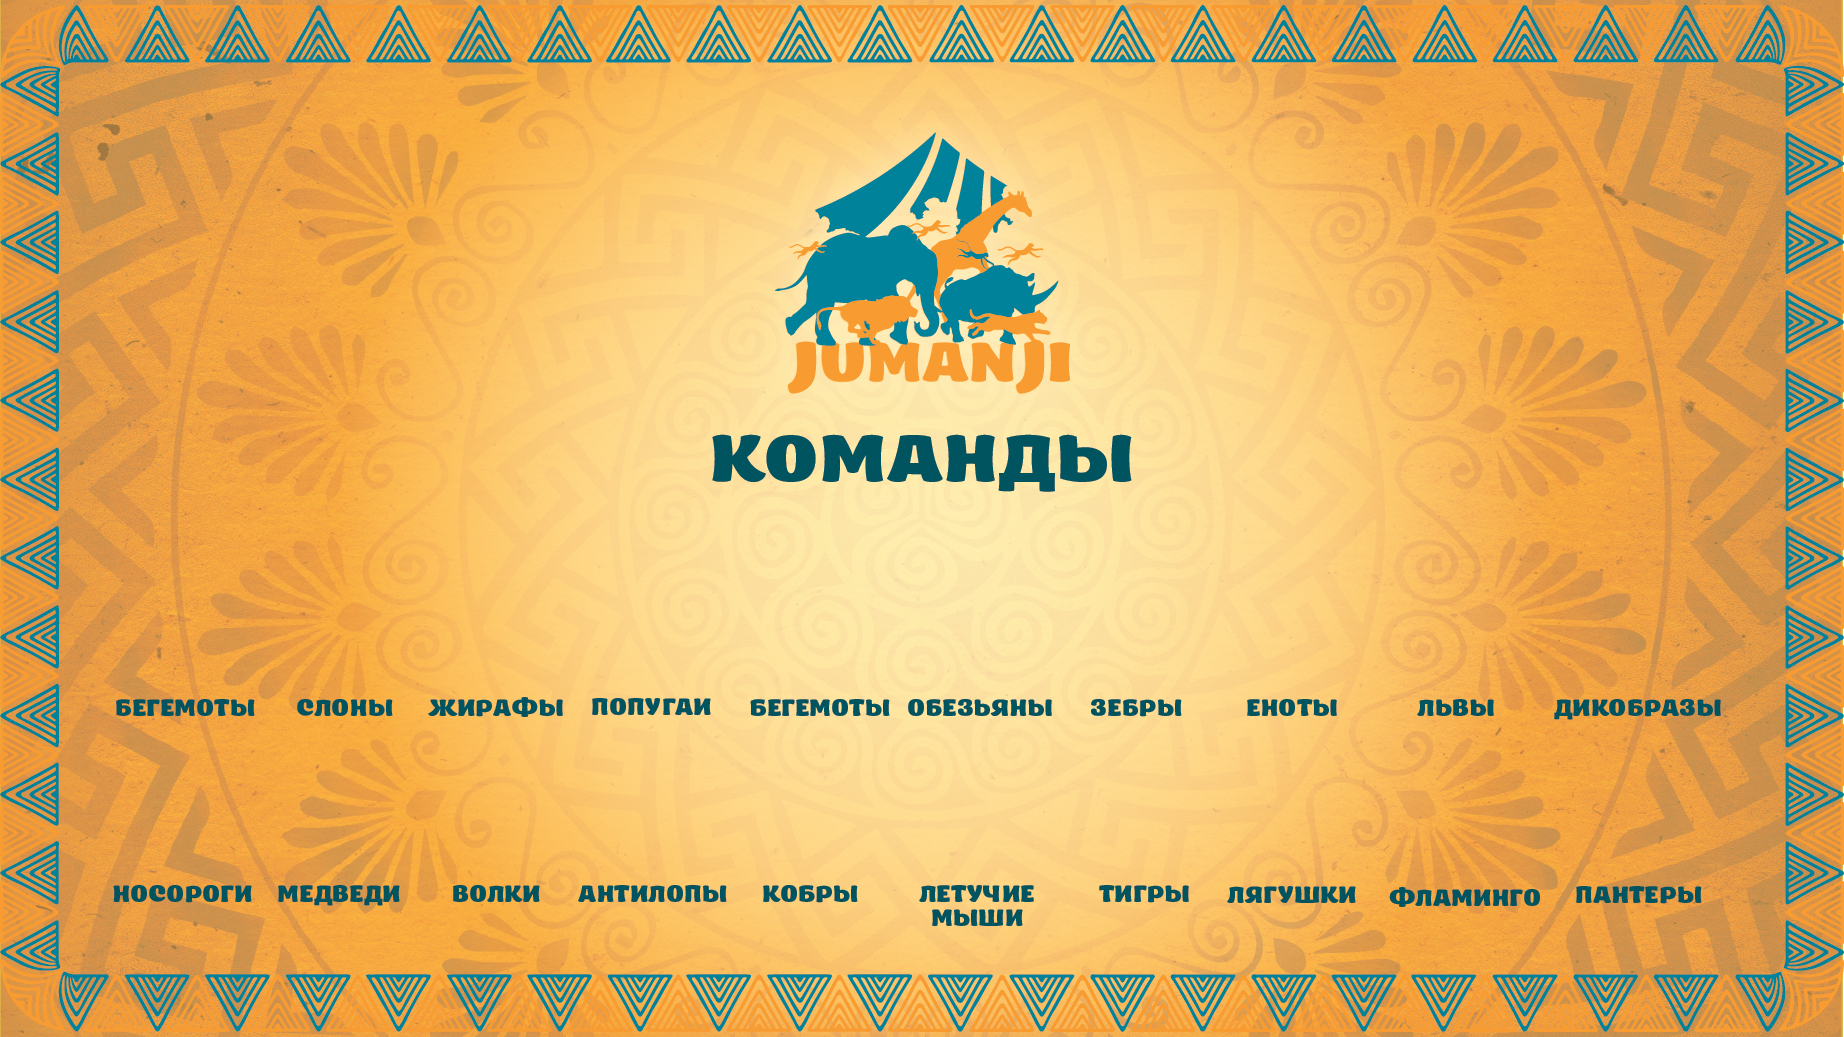 JUMANJI
КОМАНДЫ
БЕГЕМОТЫ СЛОНЫ ЖИРАФЫ ПОПУГАИ БЕГЕМОТЫ ОБЕЗЬЯНЫ ЗЕБРЫ ЕНОТЫ ЛЬВЫ ДИКОБРАЗЫ
НОСОРОГИ МЕДВЕДИ ВОЛКИ АНТИЛОПЫ КОБРЫ ЛЕТУЧИЕ ТИГРЫ ЛЯГУШКИ ФЛАМИНГО ПАНТЕРЫ
МЫШИ